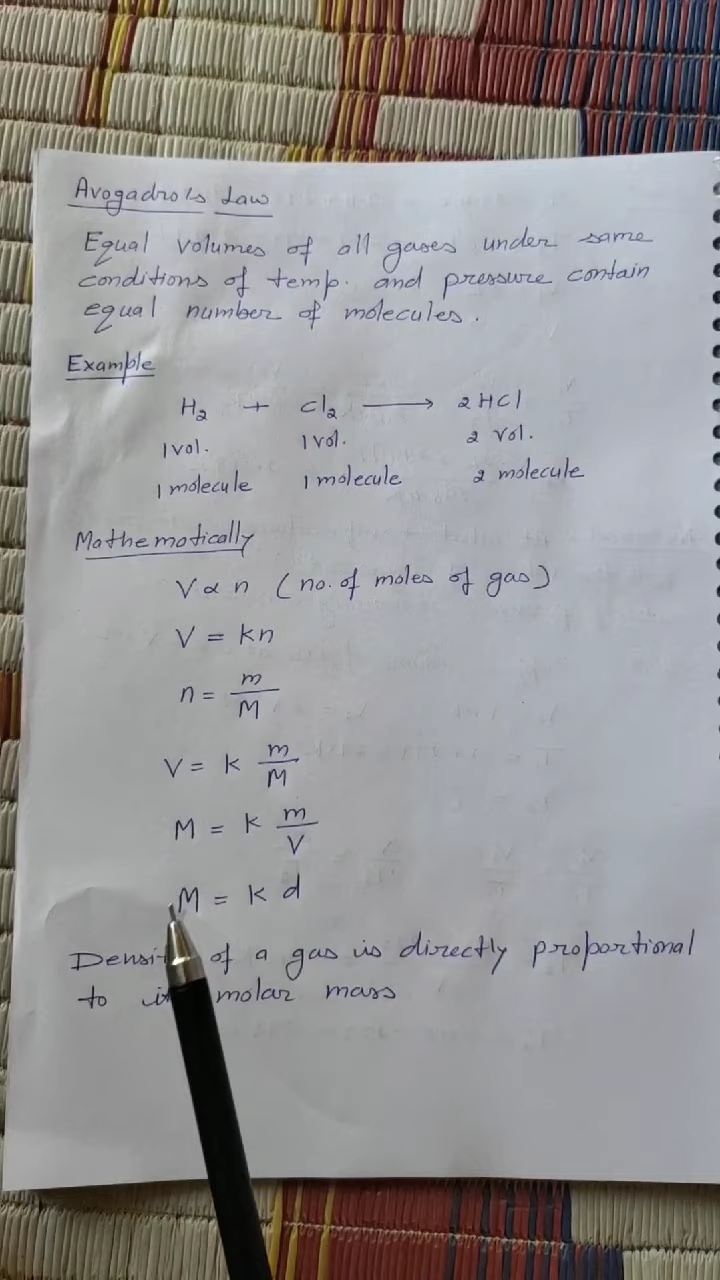 Avogadro's Law
Equal volumes of all gases under same
conditions of temp. and pressure contain
equal number of molecules.
Example
H₂ + Cl₂ ⟶ 2HCl
1 vol. 1 vol. 2 vol.
1 molecule 1 molecule 2 molecule
Mathematically
V ∝ n (no. of moles of gas)
V = kn
n = m/M
V = k m/M
M = k m/V
M = k d
of a gas is directly proportional
to molar mass